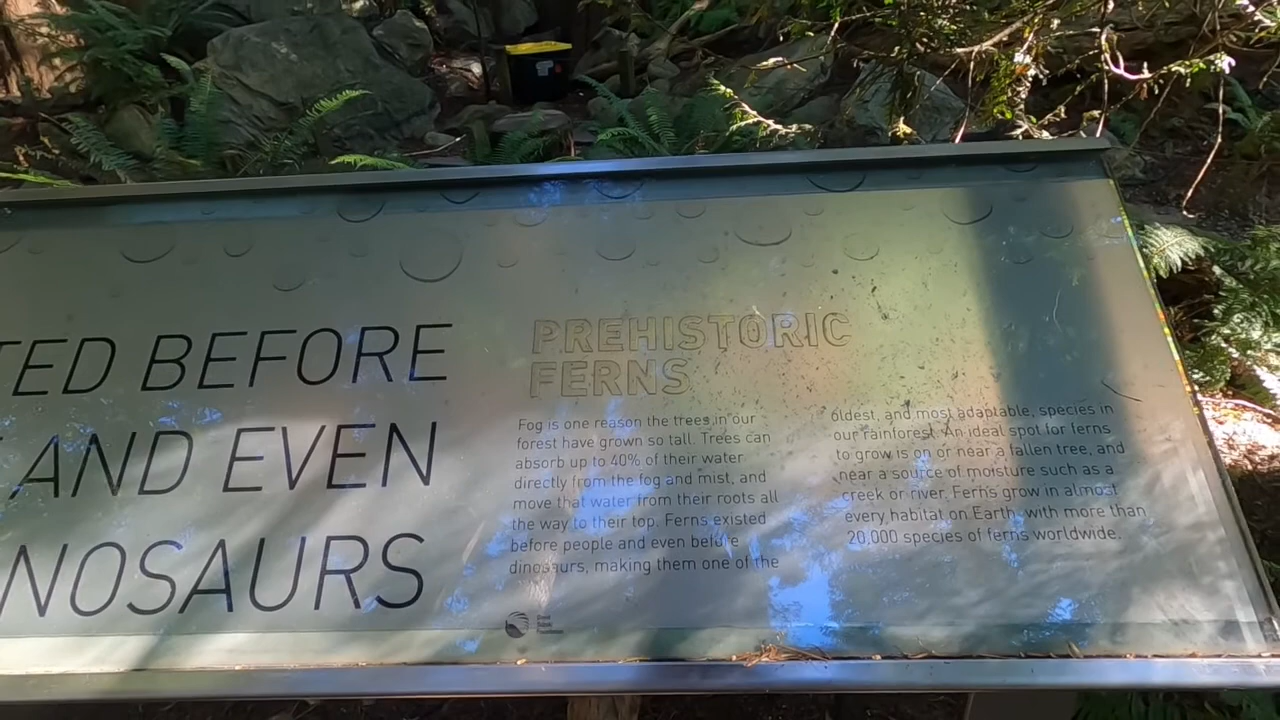 TED BEFORE
AND EVEN
NOSAURS
PREHISTORIC
FERNS
Fog is one reason the trees in our
forest have grown so tall. Trees can
absorb up to 40% of their water
directly from the fog and mist, and
move that water from their roots all
the way to their top. Ferns existed
before people and even before
dinosaurs, making them one of the
oldest, and most adaptable, species in
our rainforest. An ideal spot for ferns
to grow is on or near a fallen tree, and
near a source of moisture such as a
creek or river. Ferns grow in almost
every habitat on Earth, with more than
20,000 species of ferns worldwide.
David
Suzuki
Foundation